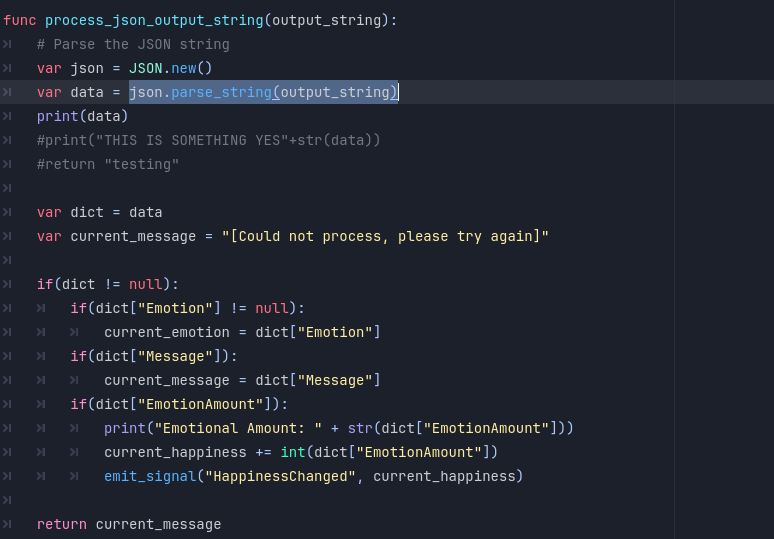 func process_json_output_string(output_string):
# Parse the JSON string
var json = JSON.new()
var data = json.parse_string(output_string)
print(data)
#print("THIS IS SOMETHING YES"+str(data))
#return "testing"
var dict = data
var current_message = "[Could not process, please try again]"
if(dict != null):
if(dict["Emotion"] != null):
current_emotion = dict["Emotion"]
if(dict["Message"]):
current_message = dict["Message"]
if(dict["EmotionAmount"]):
print("Emotional Amount: " + str(dict["EmotionAmount"]))
current_happiness += int(dict["EmotionAmount"])
emit_signal("HappinessChanged", current_happiness)
return current_message